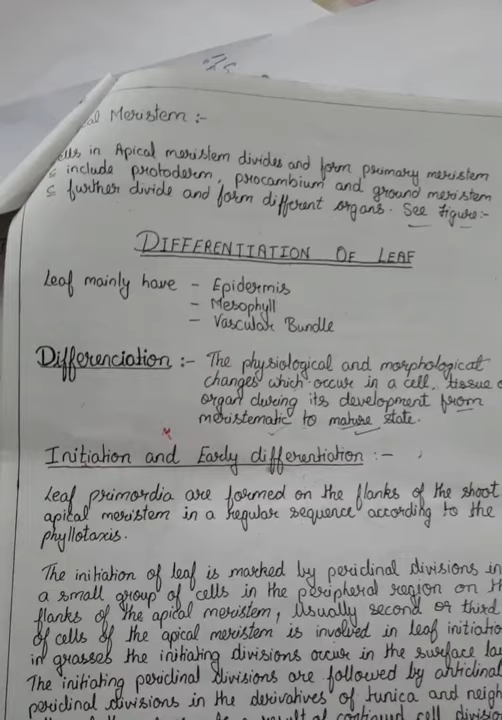 Meristem :-
cells in Apical meristem divides and form primary meristem
include protoderm, procambium and ground meristem
further divide and form different organs. See Figure:-
DIFFERENTIATION OF LEAF
Leaf mainly have - Epidermis
- Mesophyll
- Vascular Bundle
Differenciation :- The physiological and morphological
changes which occur in a cell, tissue o
organ during its development from
meristematic to mature state.
Initiation and Early differentiation :-
Leaf primordia are formed on the flanks of the shoot
apical meristem in a regular sequence according to the
phyllotaxis.
The initiation of leaf is marked by periclinal divisions in
a small group of cells in the peripheral region on th
flanks of the apical meristem, Usually second or third
of cells of the apical meristem is involved in leaf initiatio
in grasses the initiating divisions occur in the surface la
The initiating periclinal divisions are followed by anticlinal
periclinal divisions in the derivatives of tunica and neigh
result of continued cell divisio